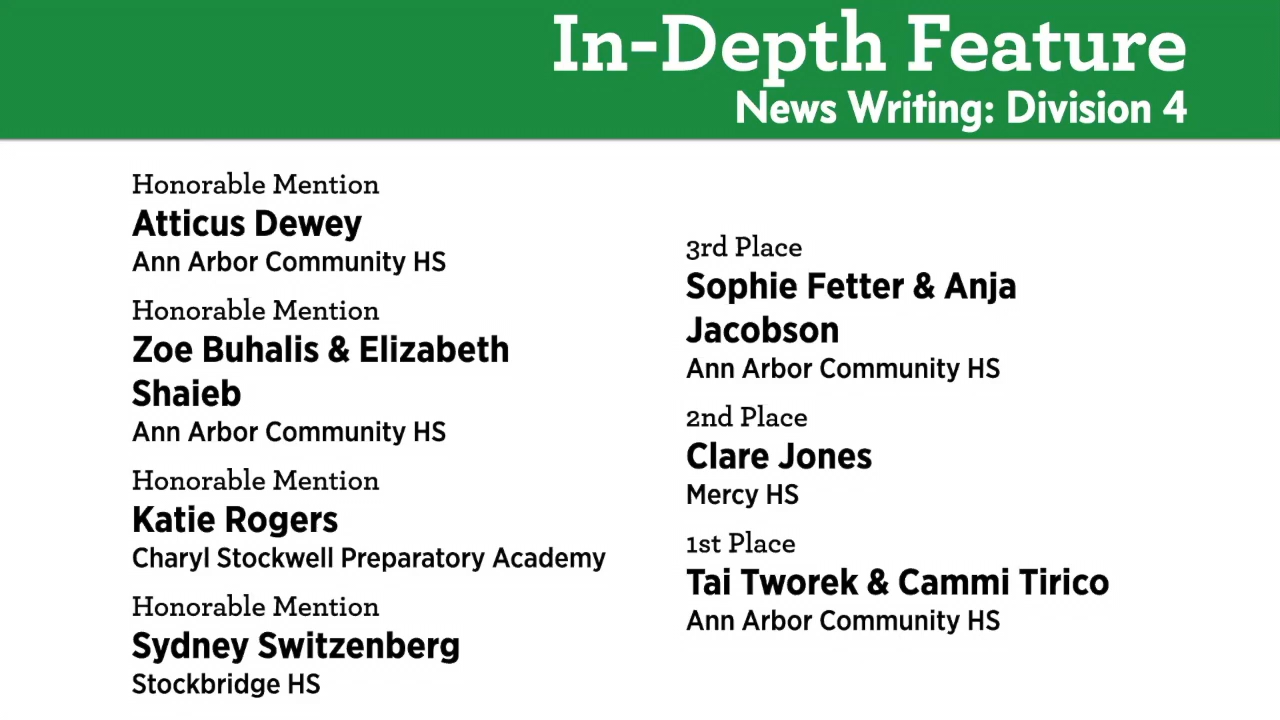 In-Depth Feature
News Writing: Division 4
Honorable Mention
Atticus Dewey
Ann Arbor Community HS
Honorable Mention
Zoe Buhalis & Elizabeth
Shaieb
Ann Arbor Community HS
Honorable Mention
Katie Rogers
Charyl Stockwell Preparatory Academy
Honorable Mention
Sydney Switzenberg
Stockbridge HS
3rd Place
Sophie Fetter & Anja
Jacobson
Ann Arbor Community HS
2nd Place
Clare Jones
Mercy HS
1st Place
Tai Tworek & Cammi Tirico
Ann Arbor Community HS